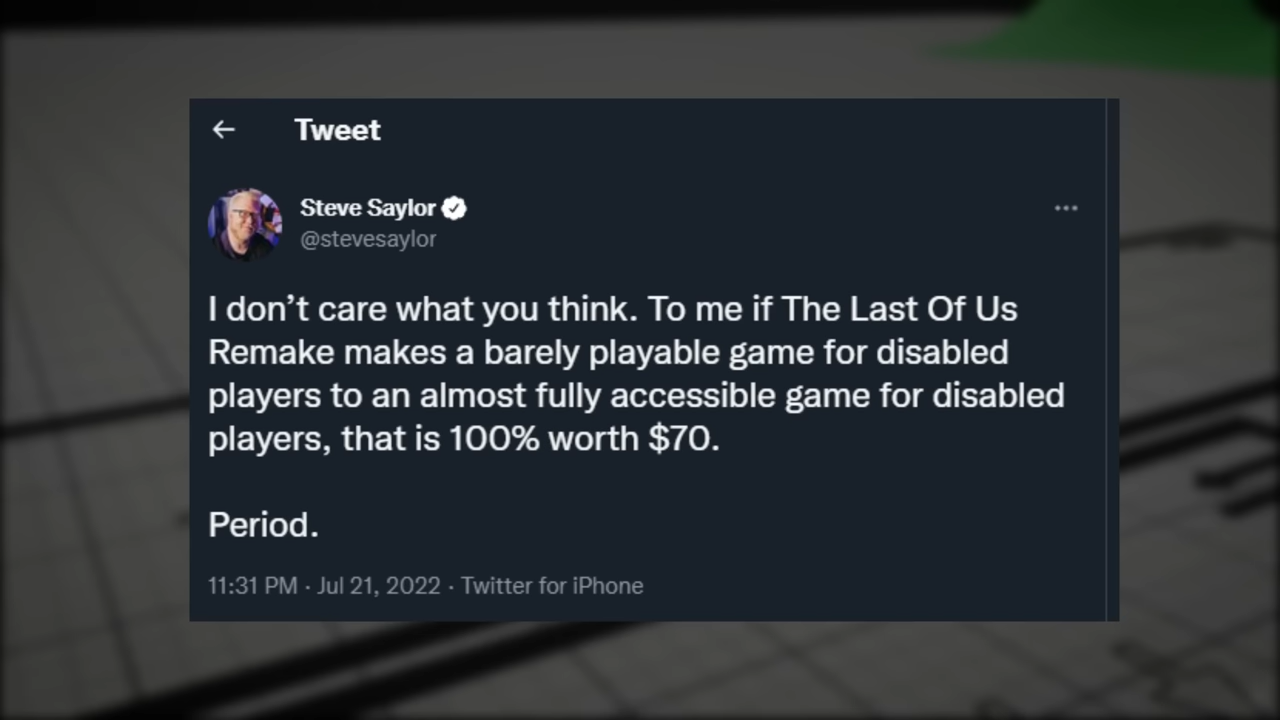 Tweet
Steve Saylor
@stevesaylor
I don’t care what you think. To me if The Last Of Us
Remake makes a barely playable game for disabled
players to an almost fully accessible game for disabled
players, that is 100% worth $70.
Period.
11:31 PM · Jul 21, 2022 · Twitter for iPhone